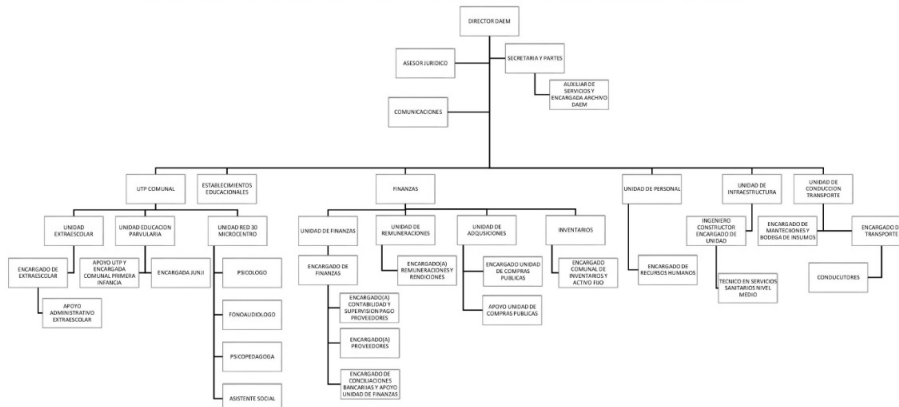 DIRECTOR DAEM
ASESOR JURIDICO
SECRETARIA Y PARTES
AUXILIAR DE
SERVICIOS Y
ENCARGADA ARCHIVO
DAEM
COMUNICACIONES
UTP COMUNAL
ESTABLECIMIENTOS
EDUCACIONALES
FINANZAS
UNIDAD DE PERSONAL
UNIDAD DE
INFRAESTRUCTURA
UNIDAD DE
CONDUCCION
TRANSPORTE
UNIDAD
EXTRAESCOLAR
UNIDAD EDUCACION
PARVULARIA
UNIDAD RED 30
MICROCENTRO
UNIDAD DE FINANZAS
UNIDAD DE
REMUNERACIONES
UNIDAD DE
ADQUSICIONES
INVENTARIOS
INGENIERO
CONSTRUCTOR
ENCARGADO DE
UNIDAD
ENCARGADO DE
MANTECIONES Y
BODEGA DE INSUMOS
ENCARGADO DE
TRANSPORTE
ENCARGADO DE
EXTRAESCOLAR
APOYO UTP Y
ENCARGADA
COMUNAL PRIMERA
INFANCIA
ENCARGADA JUNJI
PSICOLOGO
ENCARGADO DE
FINANZAS
ENCARGADO(A)
REMUNERACIONES Y
RENDICIONES
ENCARGADO UNIDAD
DE COMPRAS
PUBLICAS
ENCARGADO
COMUNAL DE
INVENTARIOS Y
ACTIVO FIJO
ENCARGADO DE
RECURSOS HUMANOS
TECNICO EN SERVICIOS
SANITARIOS NIVEL
MEDIO
CONDUCUTORES
APOYO
ADMINISTRATIVO
EXTRAESCOLAR
FONOAUDIOLOGO
ENCARGADO(A)
CONTABILIDAD Y
SUPERVISION PAGO
PROVEEDORES
APOYO UNIDAD DE
COMPRAS PUBLICAS
PSICOPEDAGOGA
ENCARGADO(A)
PROVEEDORES
ASISTENTE SOCIAL
ENCARGADO DE
CONCILIACIONES
BANCARIIAS Y APOYO
UNIDAD DE FINANZAS